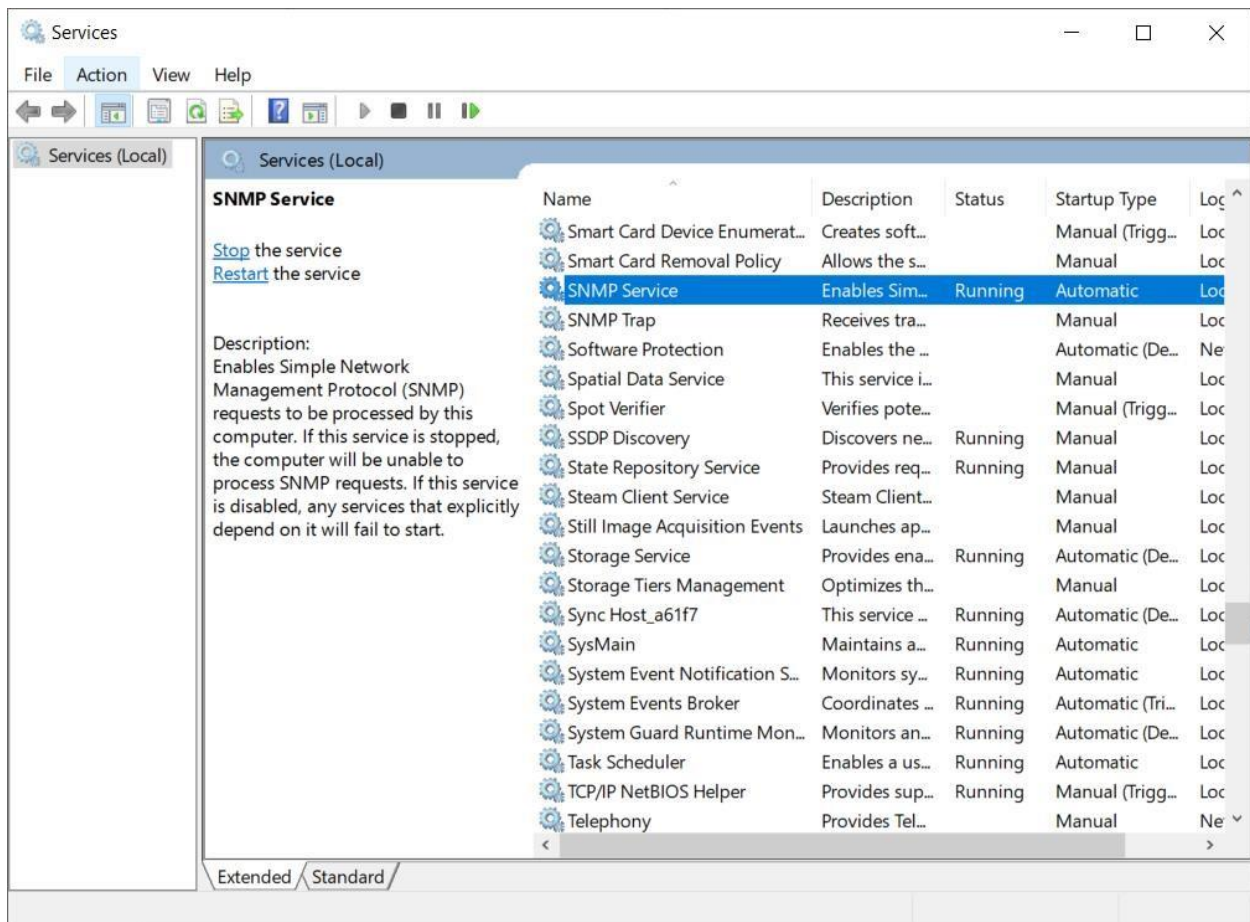 Services
File Action View Help
Services (Local)
Services (Local)
SNMP Service
Stop the service
Restart the service
Description:
Enables Simple Network
Management Protocol (SNMP)
requests to be processed by this
computer. If this service is stopped,
the computer will be unable to
process SNMP requests. If this service
is disabled, any services that explicitly
depend on it will fail to start.
Name Description Status Startup Type Log
Smart Card Device Enumerat... Creates soft... Manual (Trigg... Loc
Smart Card Removal Policy Allows the s... Manual Loc
SNMP Service Enables Sim... Running Automatic Loc
SNMP Trap Receives tra... Manual Loc
Software Protection Enables the ... Automatic (De... Ne
Spatial Data Service This service i... Manual Loc
Spot Verifier Verifies pote... Manual (Trigg... Loc
SSDP Discovery Discovers ne... Running Manual Loc
State Repository Service Provides req... Running Manual Loc
Steam Client Service Steam Client... Manual Loc
Still Image Acquisition Events Launches ap... Manual Loc
Storage Service Provides ena... Running Automatic (De... Loc
Storage Tiers Management Optimizes th... Manual Loc
Sync Host_a61f7 This service ... Running Automatic (De... Loc
SysMain Maintains a... Running Automatic Loc
System Event Notification S... Monitors sy... Running Automatic Loc
System Events Broker Coordinates ... Running Automatic (Tri... Loc
System Guard Runtime Mon... Monitors an... Running Automatic (De... Loc
Task Scheduler Enables a us... Running Automatic Loc
TCP/IP NetBIOS Helper Provides sup... Running Manual (Trigg... Loc
Telephony Provides Tel... Manual Ne
Extended Standard